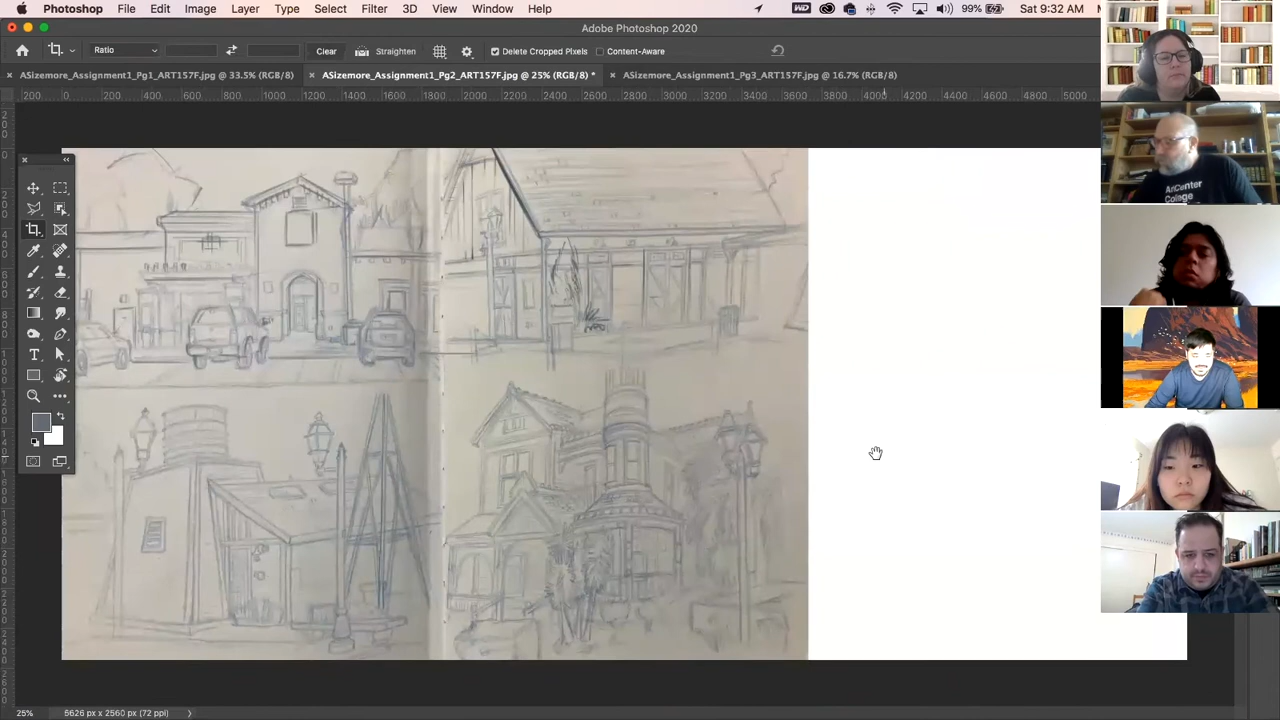 Photoshop File Edit Image Layer Type Select Filter 3D View Window Help 99% Sat 9:32 AM M
Adobe Photoshop 2020
Ratio Clear Straighten Delete Cropped Pixels Content-Aware
ASizemore_Assignment1_Pg1_ART157F.jpg @ 33.5% (RGB/8) ASizemore_Assignment1_Pg2_ART157F.jpg @ 25% (RGB/8) * ASizemore_Assignment1_Pg3_ART157F.jpg @ 16.7% (RGB/8)
200 0 200 400 600 800 1000 1200 1400 1600 1800 2000 2200 2400 2600 2800 3000 3200 3400 3600 3800 4000 4200 4400 4600 4800 5000
ArtCenter
College
25% 6626 px x 2560 px (72 ppi)